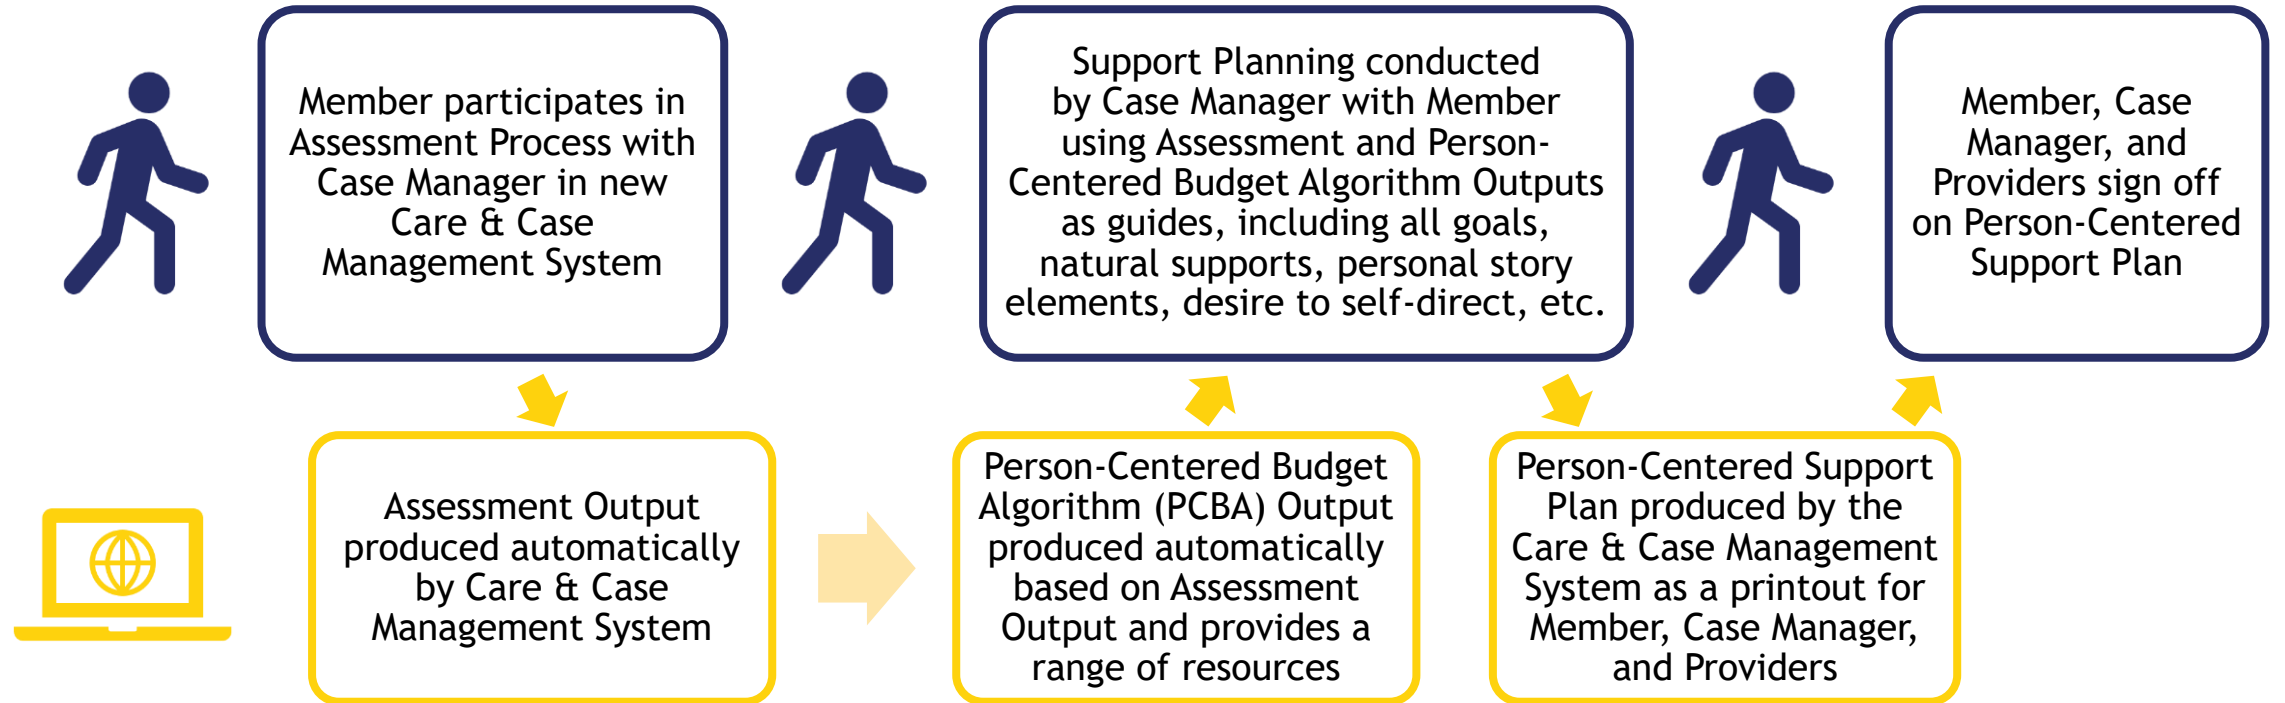 Member participates in
Assessment Process with
Case Manager in new
Care & Case
Management System
Assessment Output
produced automatically
by Care & Case
Management System
Person-Centered Budget
Algorithm (PCBA) Output
produced automatically
based on Assessment
Output and provides a
range of resources
Support Planning conducted
by Case Manager with Member
using Assessment and Person-
Centered Budget Algorithm Outputs
as guides, including all goals,
natural supports, personal story
elements, desire to self-direct, etc.
Person-Centered Support
Plan produced by the
Care & Case Management
System as a printout for
Member, Case Manager,
and Providers
Member, Case
Manager, and
Providers sign off
on Person-Centered
Support Plan